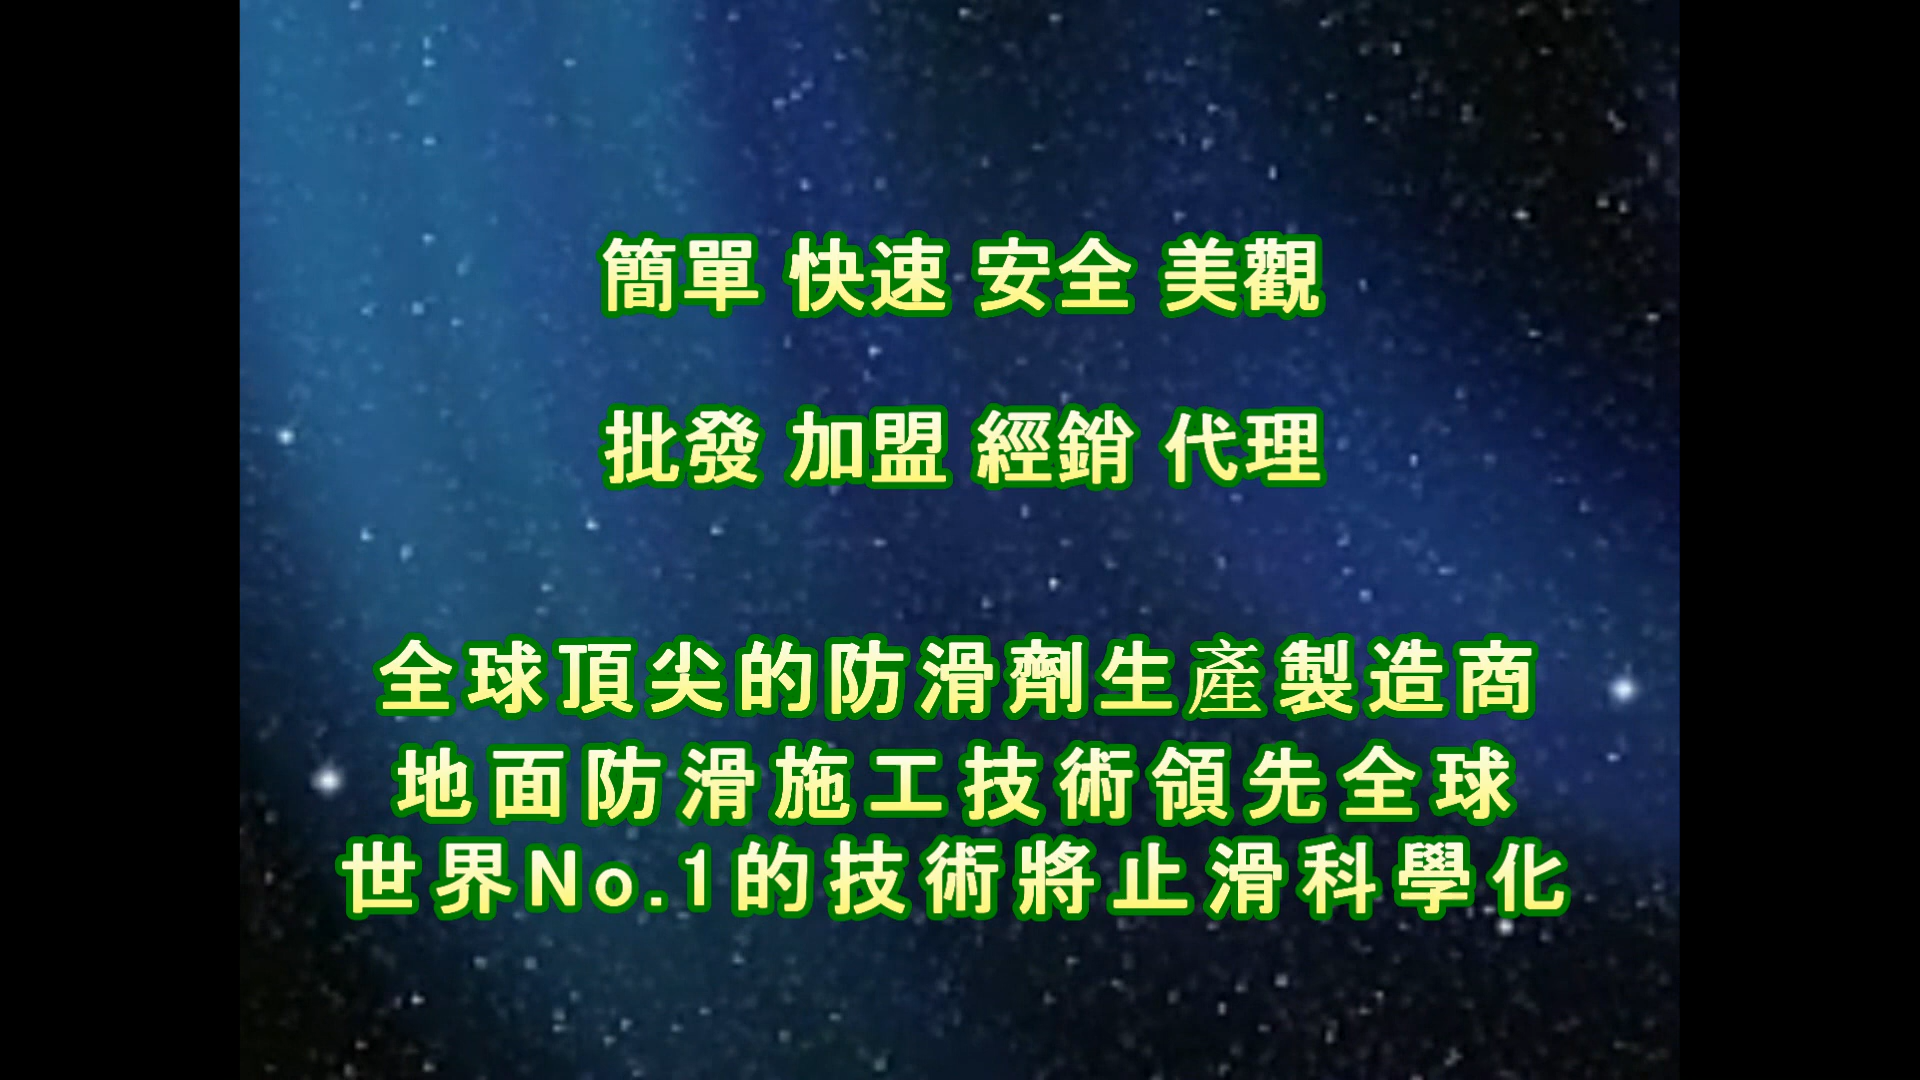 簡單 快速 安全 美觀
批發 加盟 經銷 代理
全球頂尖的防滑劑生產製造商
地面防滑施工技術領先全球
世界No.1的技術將止滑科學化